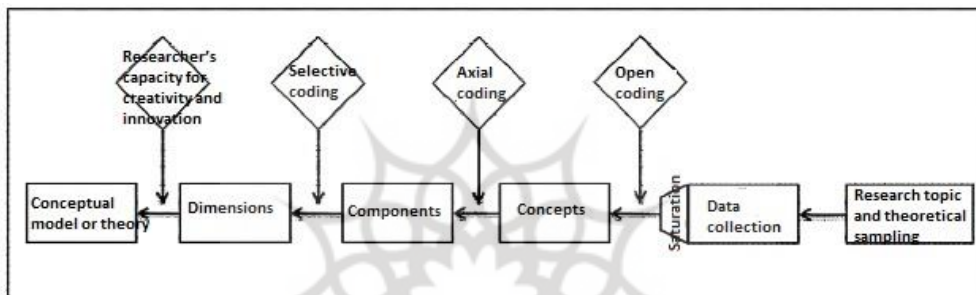 Researcher's
capacity for
creativity and
innovation
Selective
coding
Axial
coding
Open
coding
Conceptual
model or theory
Dimensions
Components
Concepts
Saturation
Data
collection
Research topic
and theoretical
sampling